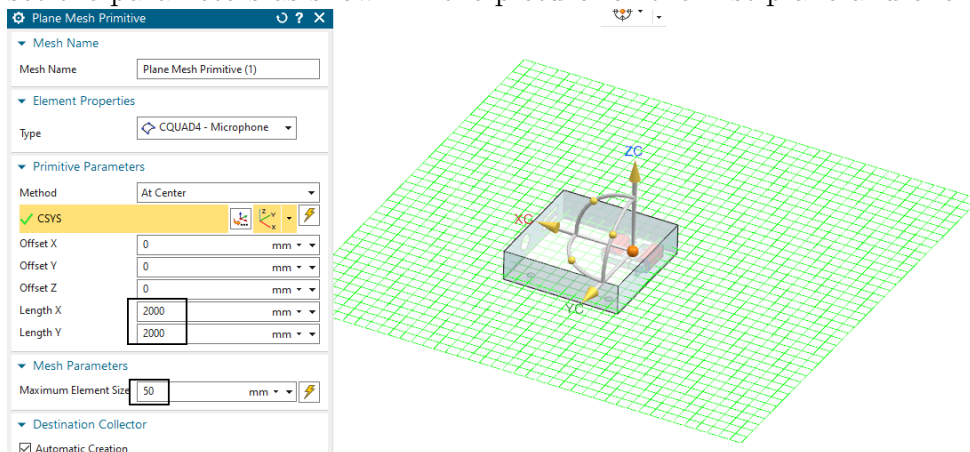 Plane Mesh Primitive
Mesh Name
Mesh Name Plane Mesh Primitive (1)
Element Properties
Type CQUAD4 - Microphone
Primitive Parameters
Method At Center
CSYS
Offset X 0 mm
Offset Y 0 mm
Offset Z 0 mm
Length X 2000 mm
Length Y 2000 mm
Mesh Parameters
Maximum Element Size 50 mm
Destination Collector
Automatic Creation
ZC
XC
YC